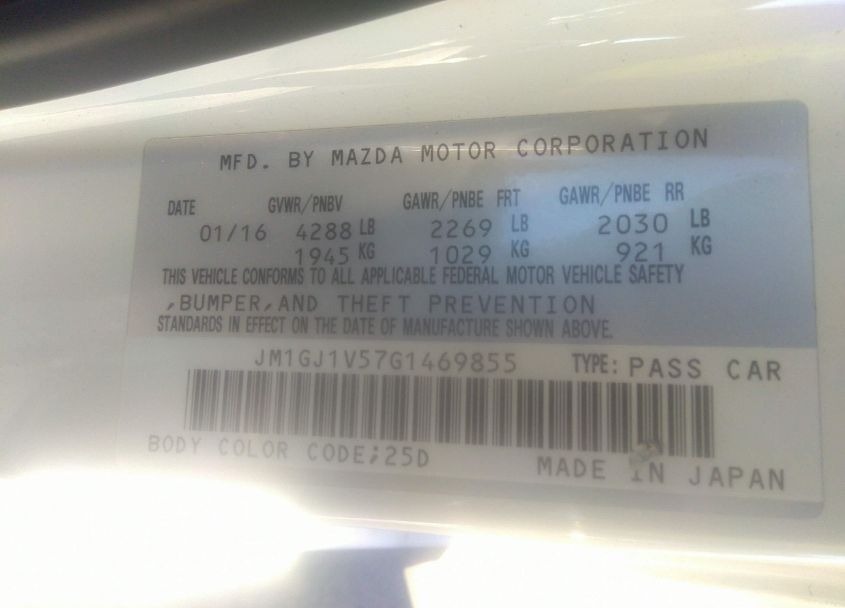 MFD. BY MAZDA MOTOR CORPORATION
DATE GVWR/PNBV GAWR/PNBE FRT GAWR/PNBE RR
01/16 4288 LB 2269 LB 2030 LB
1945 KG 1029 KG 921 KG
THIS VEHICLE CONFORMS TO ALL APPLICABLE FEDERAL MOTOR VEHICLE SAFETY
,BUMPER,AND THEFT PREVENTION
STANDARDS IN EFFECT ON THE DATE OF MANUFACTURE SHOWN ABOVE.
JM1GJ1V57G1469855 TYPE: PASS CAR
BODY COLOR CODE;25D MADE IN JAPAN